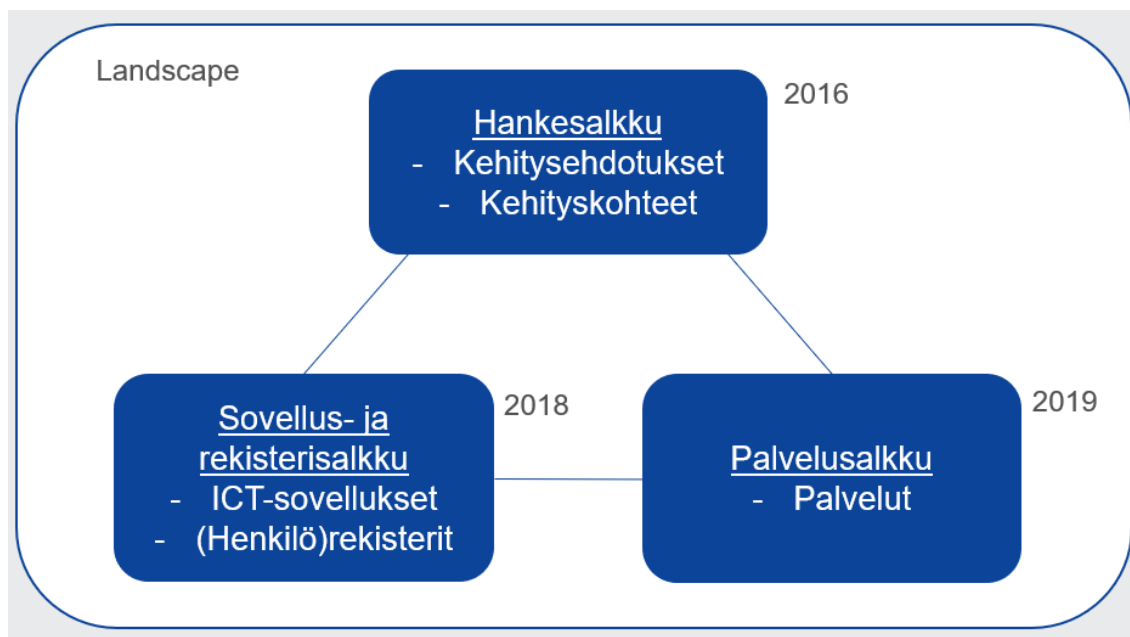 Landscape
2016
Hankesalkku
- Kehitysehdotukset
- Kehityskohteet
2018
Sovellus- ja
rekisterisalkku
- ICT-sovellukset
- (Henkilö)rekisterit
2019
Palvelusalkku
- Palvelut